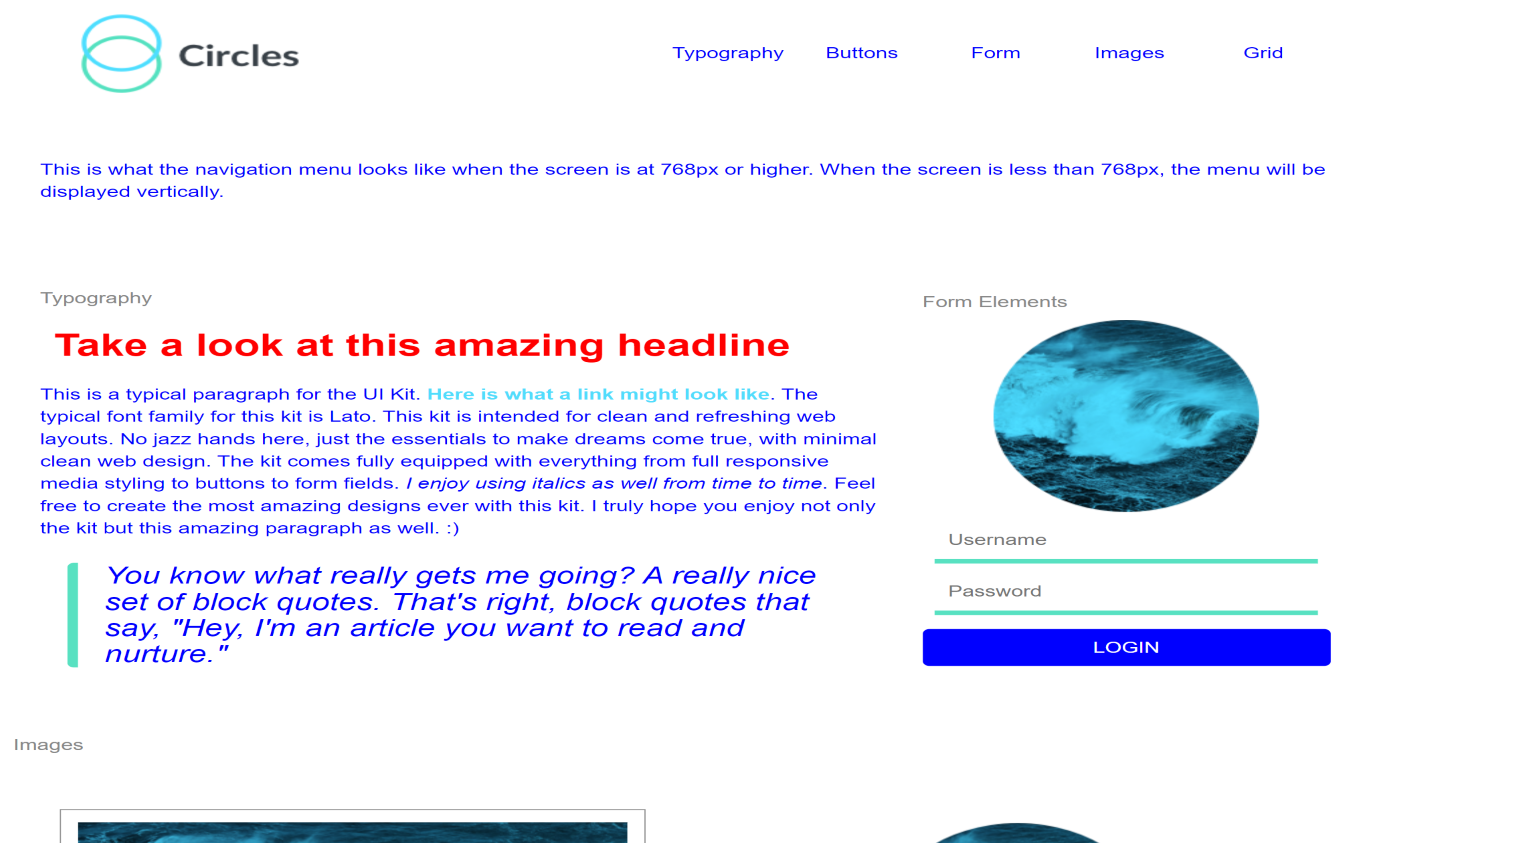 Circles
Typography Buttons Form Images Grid
This is what the navigation menu looks like when the screen is at 768px or higher. When the screen is less than 768px, the menu will be
displayed vertically.
Typography
Take a look at this amazing headline
This is a typical paragraph for the UI Kit. Here is what a link might look like. The
typical font family for this kit is Lato. This kit is intended for clean and refreshing web
layouts. No jazz hands here, just the essentials to make dreams come true, with minimal
clean web design. The kit comes fully equipped with everything from full responsive
media styling to buttons to form fields. I enjoy using italics as well from time to time. Feel
free to create the most amazing designs ever with this kit. I truly hope you enjoy not only
the kit but this amazing paragraph as well. :)
You know what really gets me going? A really nice
set of block quotes. That's right, block quotes that
say, "Hey, I'm an article you want to read and
nurture."
Form Elements
Username
Password
LOGIN
Images